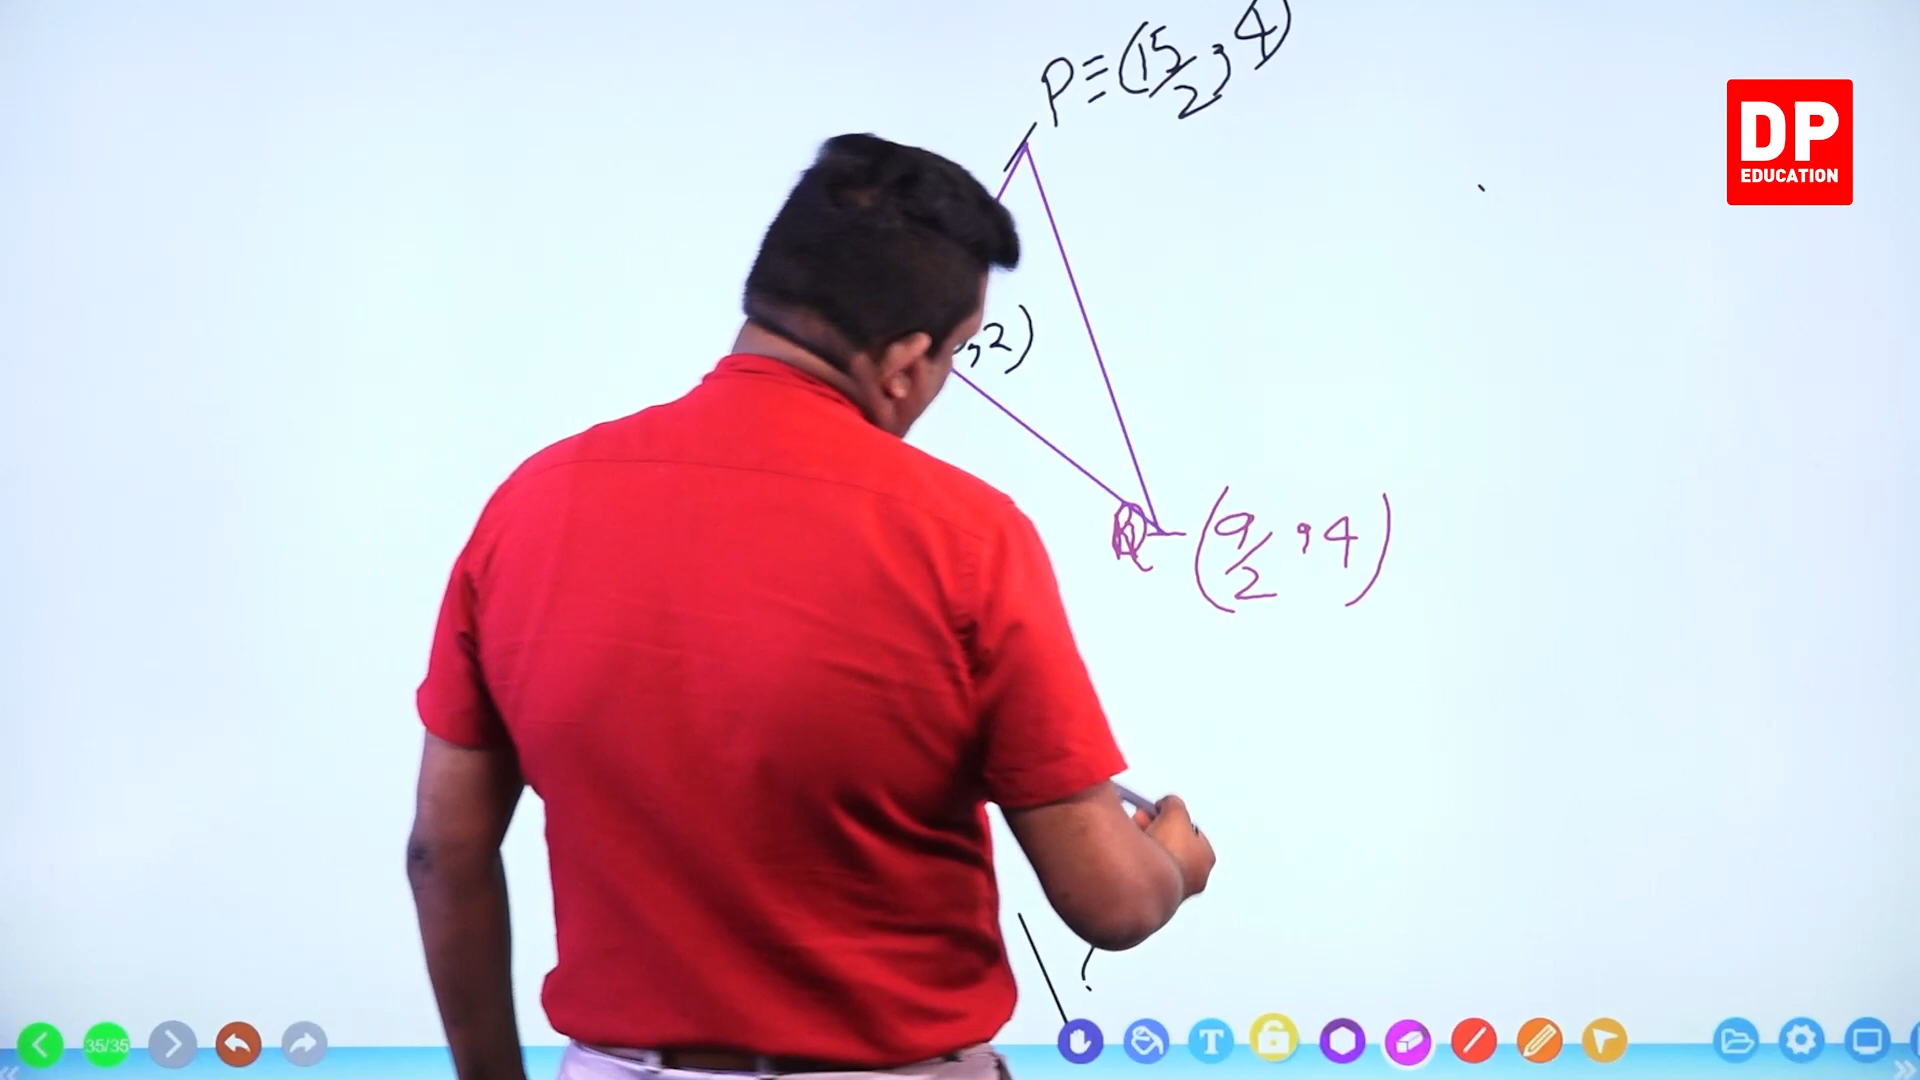 P≡(15/2, 4)
DP
EDUCATION
,2)
Q (9/2, 4)
35/35
T